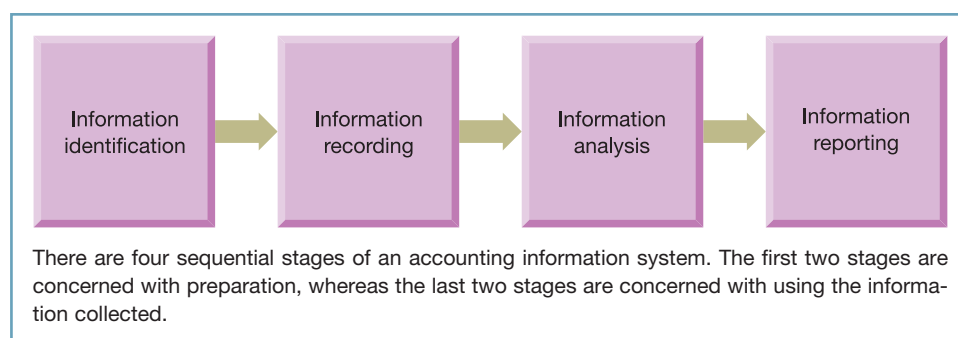 Information
identification
Information
recording
Information
analysis
Information
reporting
There are four sequential stages of an accounting information system. The first two stages are
concerned with preparation, whereas the last two stages are concerned with using the informa-
tion collected.